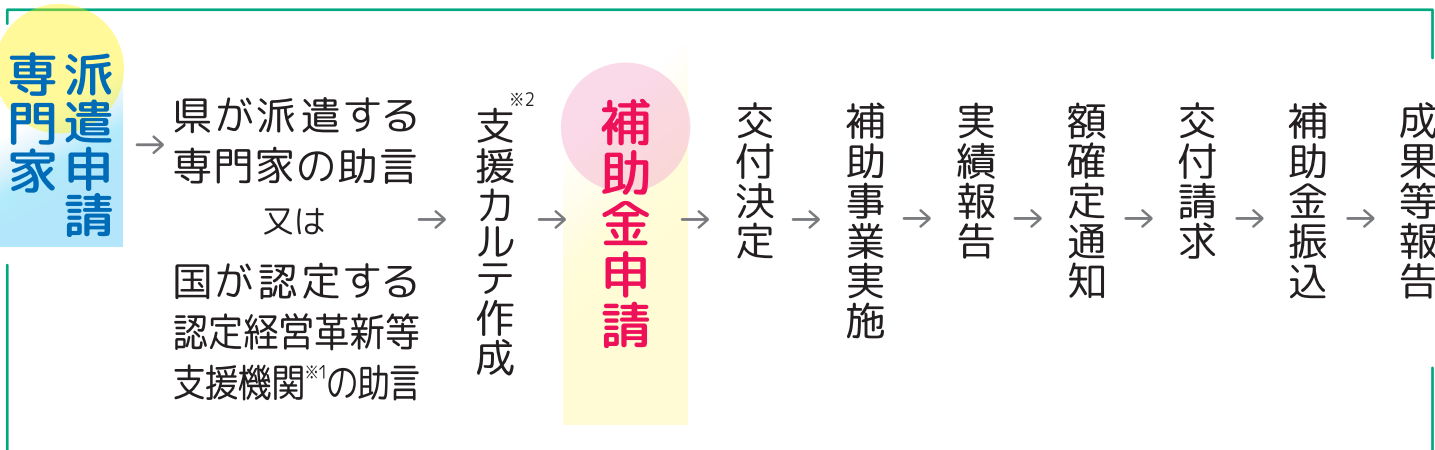 専門家
派遣申請
→
県が派遣する
専門家の助言
又は
国が認定する
認定経営革新等
支援機関※1の助言
→
支援カルテ作成※2
→
補助金申請
→
交付決定
→
補助事業実施
→
実績報告
→
額確定通知
→
交付請求
→
補助金振込
→
成果等報告